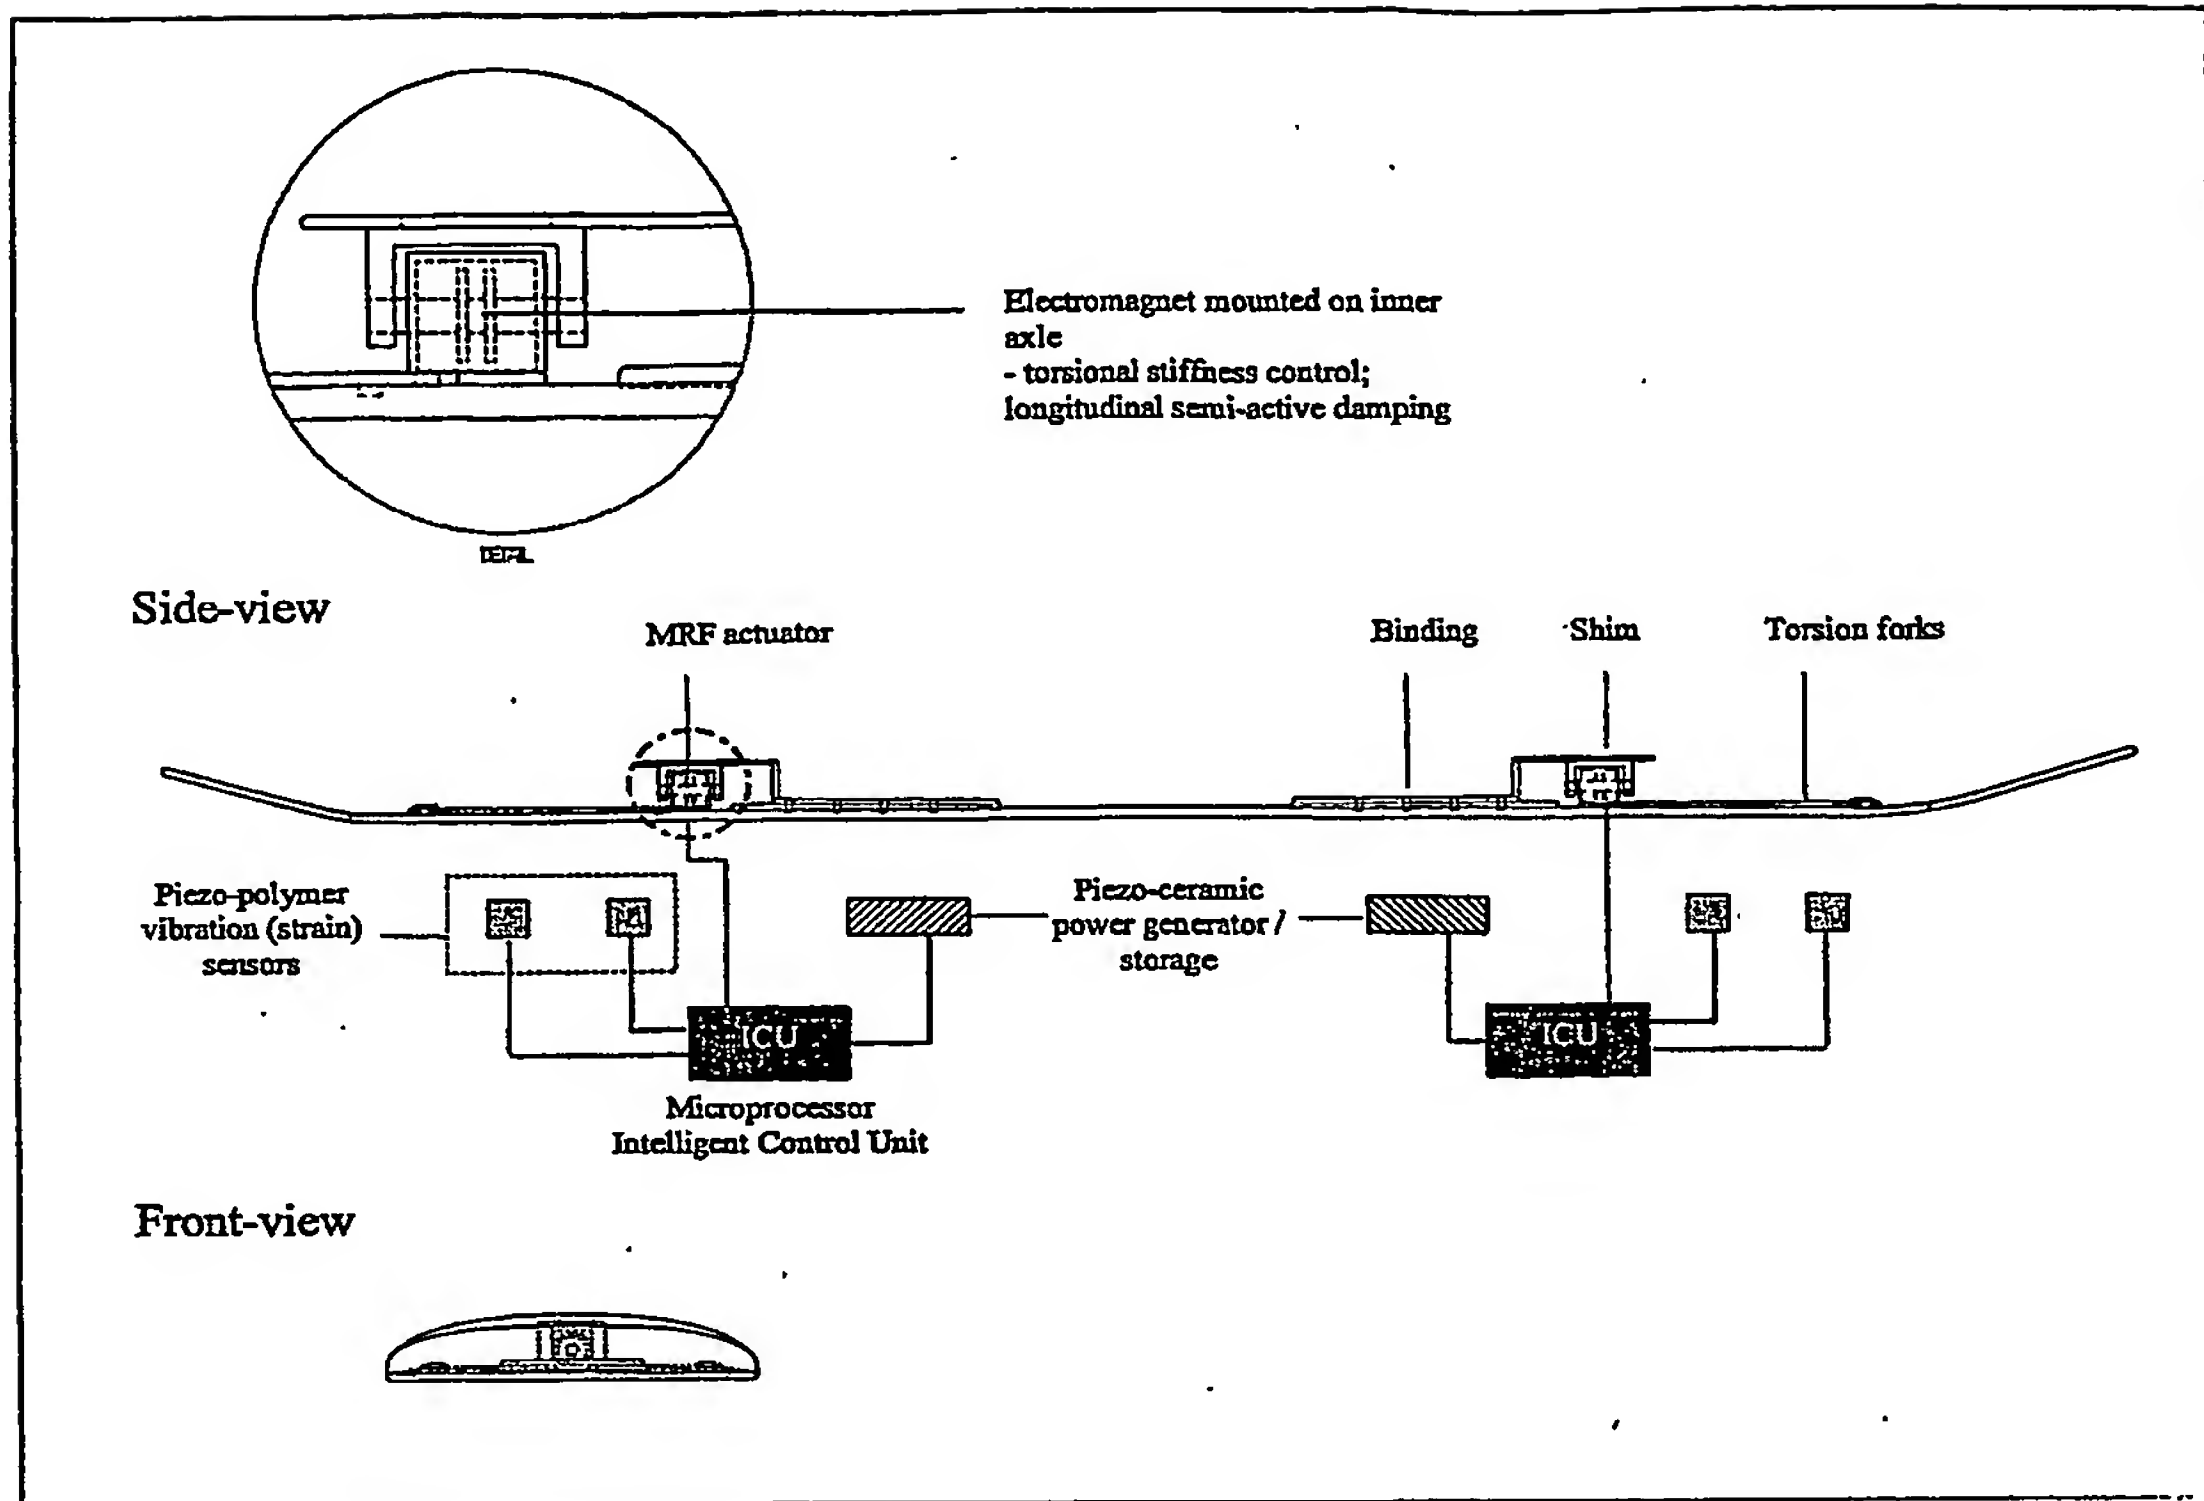 Electromagnet mounted on inner
axle
- torsional stiffness control;
longitudinal semi-active damping
DETAIL
Side-view
MRF actuator
Binding
Shim
Torsion forks
Piezo-polymer
vibration (strain)
sensors
Piezo-ceramic
power generator /
storage
ICU
ICU
Microprocessor
Intelligent Control Unit
Front-view